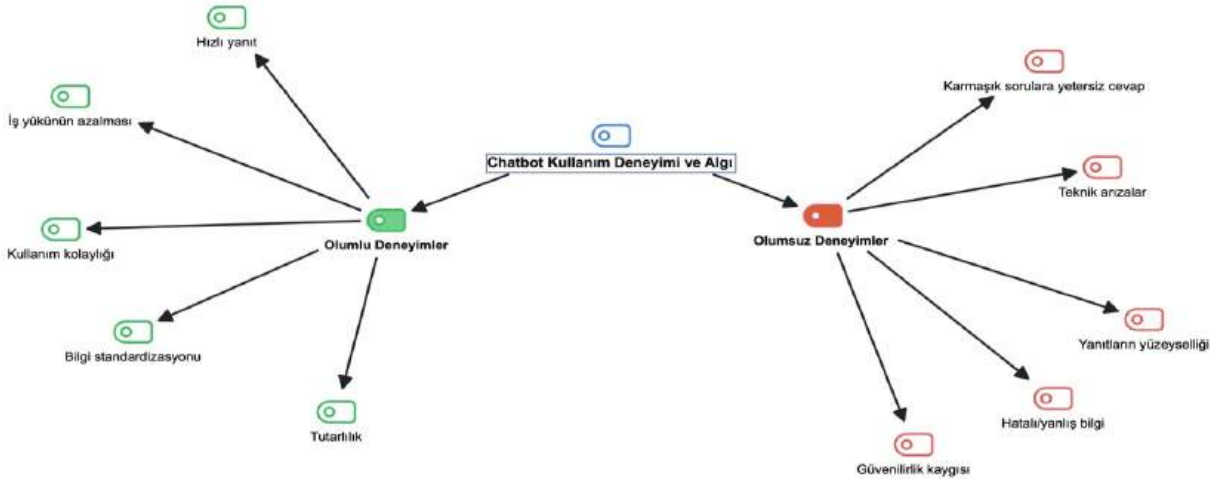 Hızlı yanıt
İş yükünün azalması
Kullanım kolaylığı
Bilgi standardizasyonu
Tutarlılık
Olumlu Deneyimler
Chatbot Kullanım Deneyimi ve Algı
Olumsuz Deneyimler
Karmaşık sorulara yetersiz cevap
Teknik arızalar
Yanıtların yüzeyselliği
Hatalı/yanlış bilgi
Güvenilirlik kaygısı